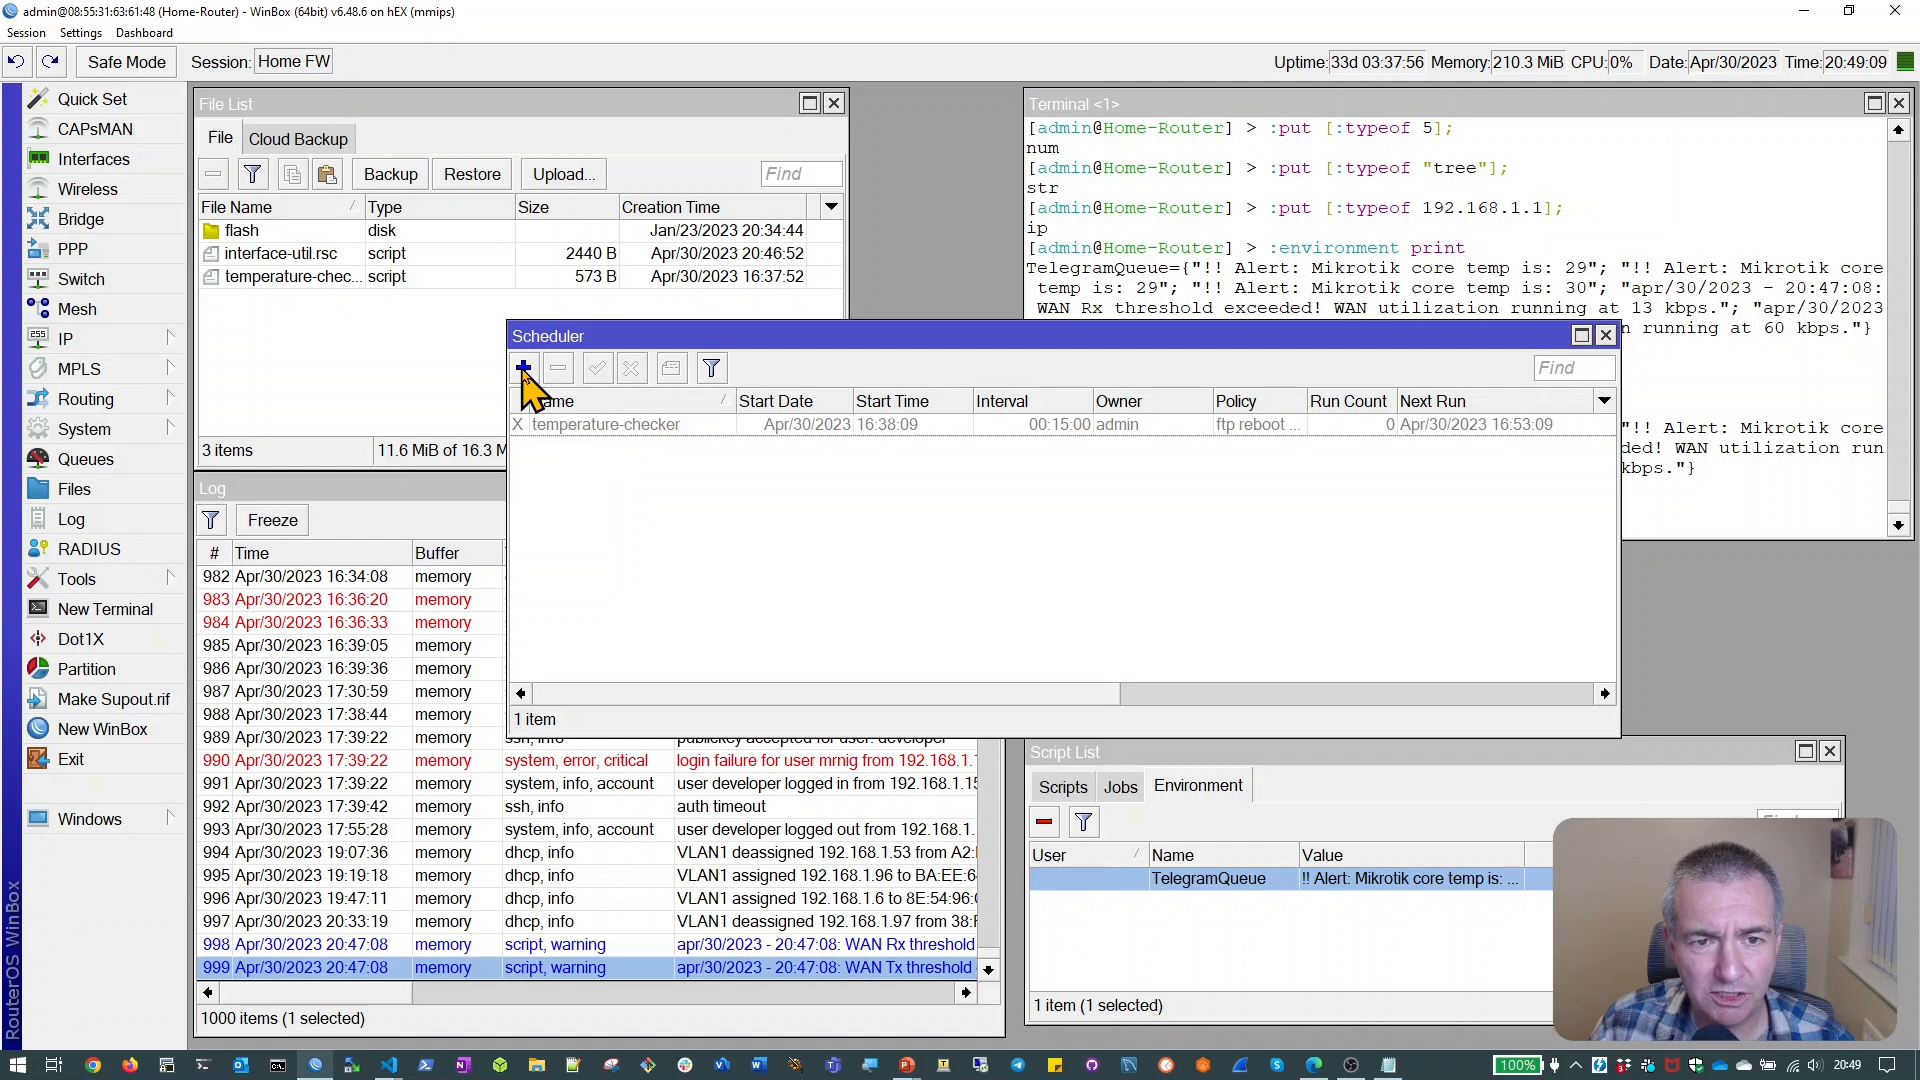 admin@08:55:31:63:61:48 (Home-Router) - WinBox (64bit) v6.48.6 on hEX (mmips)
Session Settings Dashboard
Safe Mode Session: Home FW Uptime: 33d 03:37:56 Memory: 210.3 MiB CPU: 0% Date: Apr/30/2023 Time: 20:49:09
Quick Set
CAPsMAN
Interfaces
Wireless
Bridge
PPP
Switch
Mesh
IP
MPLS
Routing
System
Queues
Files
Log
RADIUS
Tools
New Terminal
Dot1X
Partition
Make Supout.rif
New WinBox
Exit
Windows
RouterOS WinBox
File List
File Cloud Backup
Backup Restore Upload... Find
File Name Type Size Creation Time
flash disk Jan/23/2023 20:34:44
interface-util.rsc script 2440 B Apr/30/2023 20:46:52
temperature-chec... script 573 B Apr/30/2023 16:37:52
3 items 11.6 MiB of 16.3 M
Terminal <1>
[admin@Home-Router] > :put [:typeof 5];
num
[admin@Home-Router] > :put [:typeof "tree"];
str
[admin@Home-Router] > :put [:typeof 192.168.1.1];
ip
[admin@Home-Router] > :environment print
TelegramQueue={"!! Alert: Mikrotik core temp is: 29"; "!! Alert: Mikrotik core
temp is: 29"; "!! Alert: Mikrotik core temp is: 30"; "apr/30/2023 - 20:47:08:
WAN Rx threshold exceeded! WAN utilization running at 13 kbps."; "apr/30/2023
n running at 60 kbps."}
"!! Alert: Mikrotik core
ded! WAN utilization run
kbps."}
Scheduler
Find
Start Date Start Time Interval Owner Policy Run Count Next Run
X temperature-checker Apr/30/2023 16:38:09 00:15:00 admin ftp reboot ... 0 Apr/30/2023 16:53:09
1 item
Log
Freeze
# Time Buffer
982 Apr/30/2023 16:34:08 memory
983 Apr/30/2023 16:36:20 memory
984 Apr/30/2023 16:36:33 memory
985 Apr/30/2023 16:39:05 memory
986 Apr/30/2023 16:39:36 memory
987 Apr/30/2023 17:30:59 memory
988 Apr/30/2023 17:38:44 memory
989 Apr/30/2023 17:39:22 memory ssh, info publickey accepted for user: developer
990 Apr/30/2023 17:39:22 memory system, error, critical login failure for user mrnig from 192.168.1.
991 Apr/30/2023 17:39:22 memory system, info, account user developer logged in from 192.168.1.15
992 Apr/30/2023 17:39:42 memory ssh, info auth timeout
993 Apr/30/2023 17:55:28 memory system, info, account user developer logged out from 192.168.1.
994 Apr/30/2023 19:07:36 memory dhcp, info VLAN1 deassigned 192.168.1.53 from A2:
995 Apr/30/2023 19:19:18 memory dhcp, info VLAN1 assigned 192.168.1.96 to BA:EE:6
996 Apr/30/2023 19:47:11 memory dhcp, info VLAN1 assigned 192.168.1.6 to 8E:54:96:
997 Apr/30/2023 20:33:19 memory dhcp, info VLAN1 deassigned 192.168.1.97 from 38:
998 Apr/30/2023 20:47:08 memory script, warning apr/30/2023 - 20:47:08: WAN Rx threshold
999 Apr/30/2023 20:47:08 memory script, warning apr/30/2023 - 20:47:08: WAN Tx threshold
1000 items (1 selected)
Script List
Scripts Jobs Environment
User Name Value
TelegramQueue !! Alert: Mikrotik core temp is: ...
1 item (1 selected)
100% 20:49